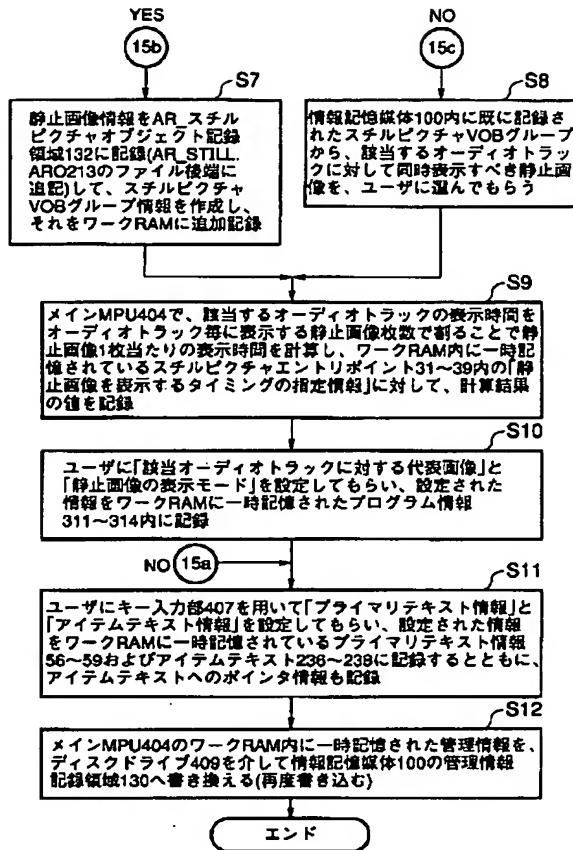 YES
15b
NO
15c
S7
静止画像情報をAR_スチル
ピクチャオブジェクト記録
領域132に記録(AR_STILL.
ARO213のファイル後端に
追記)して、スチルピクチャ
VOBグループ情報を作成し、
それをワークRAMに追加記録
S8
情報記憶媒体100内に既に記録さ
れたスチルピクチャVOBグループ
から、該当するオーディオトラッ
クに対して同時表示すべき静止画
像を、ユーザに選んでもらう
S9
メインMPU404で、該当するオーディオトラックの表示時間を
オーディオトラック毎に表示する静止画像枚数で割ることで静
止画像1枚当たりの表示時間を計算し、ワークRAM内に一時記
憶されているスチルピクチャエントリポイント31~39内の「静
止画像を表示するタイミングの指定情報」に対して、計算結果
の値を記録
S10
ユーザに「該当オーディオトラックに対する代表画像」と
「静止画像の表示モード」を設定してもらい、設定された
情報をワークRAMに一時記憶されたプログラム情報
311~314内に記録
NO 15a
S11
ユーザにキー入力部407を用いて「プライマリテキスト情報」と
「アイテムテキスト情報」を設定してもらい、設定された情報
をワークRAMに一時記憶されているプライマリテキスト情報
56~59およびアイテムテキスト236~238に記録するとともに、
アイテムテキストへのポインタ情報も記録
S12
メインMPU404のワークRAM内に一時記憶された管理情報を、
ディスクドライブ409を介して情報記憶媒体100の管理情報
記録領域130へ書き換える(再度書き込む)
エンド